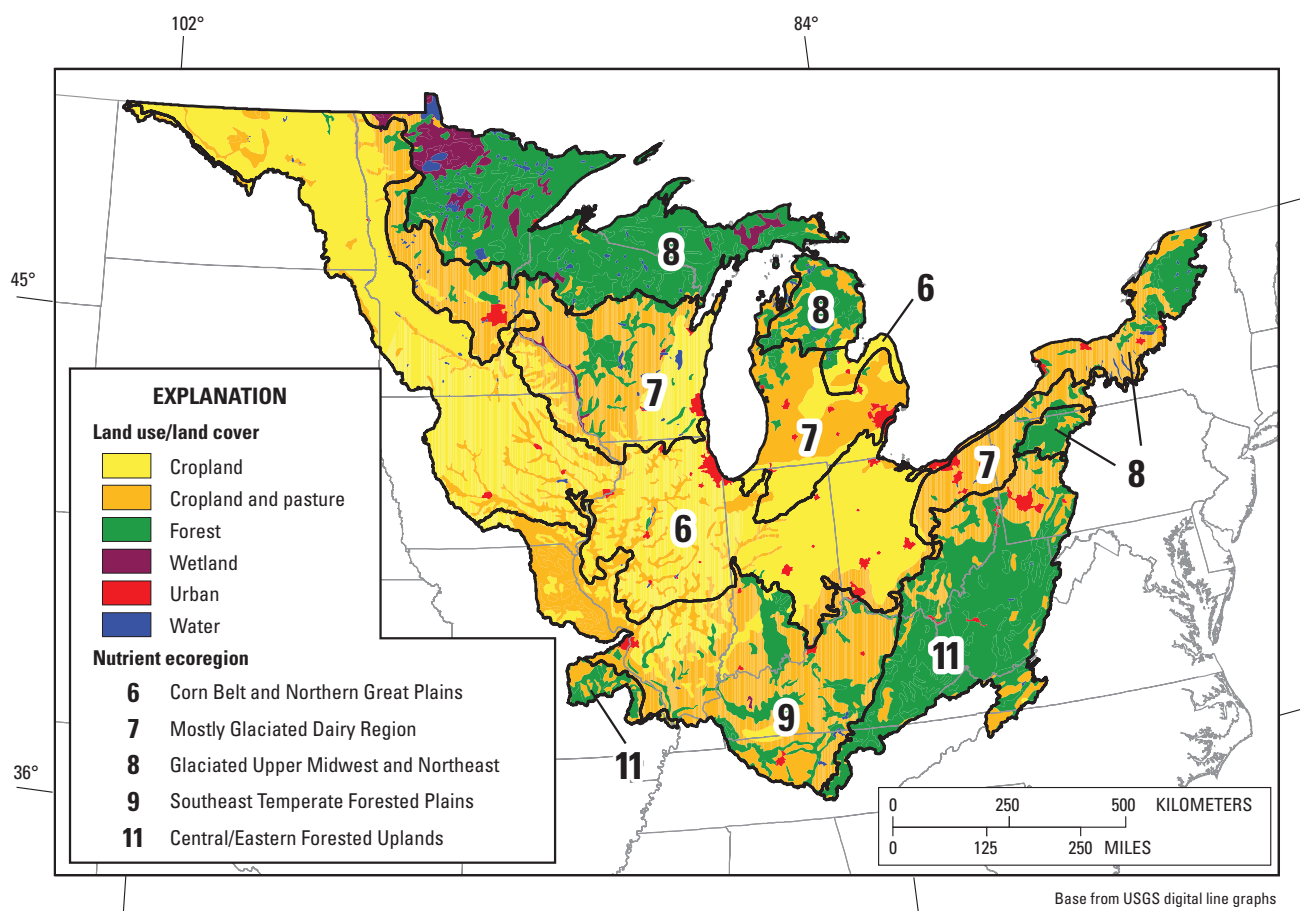 102°
84°
45°
36°
8
8
6
7
7
7
8
6
11
9
11
EXPLANATION
Land use/land cover
Cropland
Cropland and pasture
Forest
Wetland
Urban
Water
Nutrient ecoregion
6 Corn Belt and Northern Great Plains
7 Mostly Glaciated Dairy Region
8 Glaciated Upper Midwest and Northeast
9 Southeast Temperate Forested Plains
11 Central/Eastern Forested Uplands
0 250 500 KILOMETERS
0 125 250 MILES
Base from USGS digital line graphs